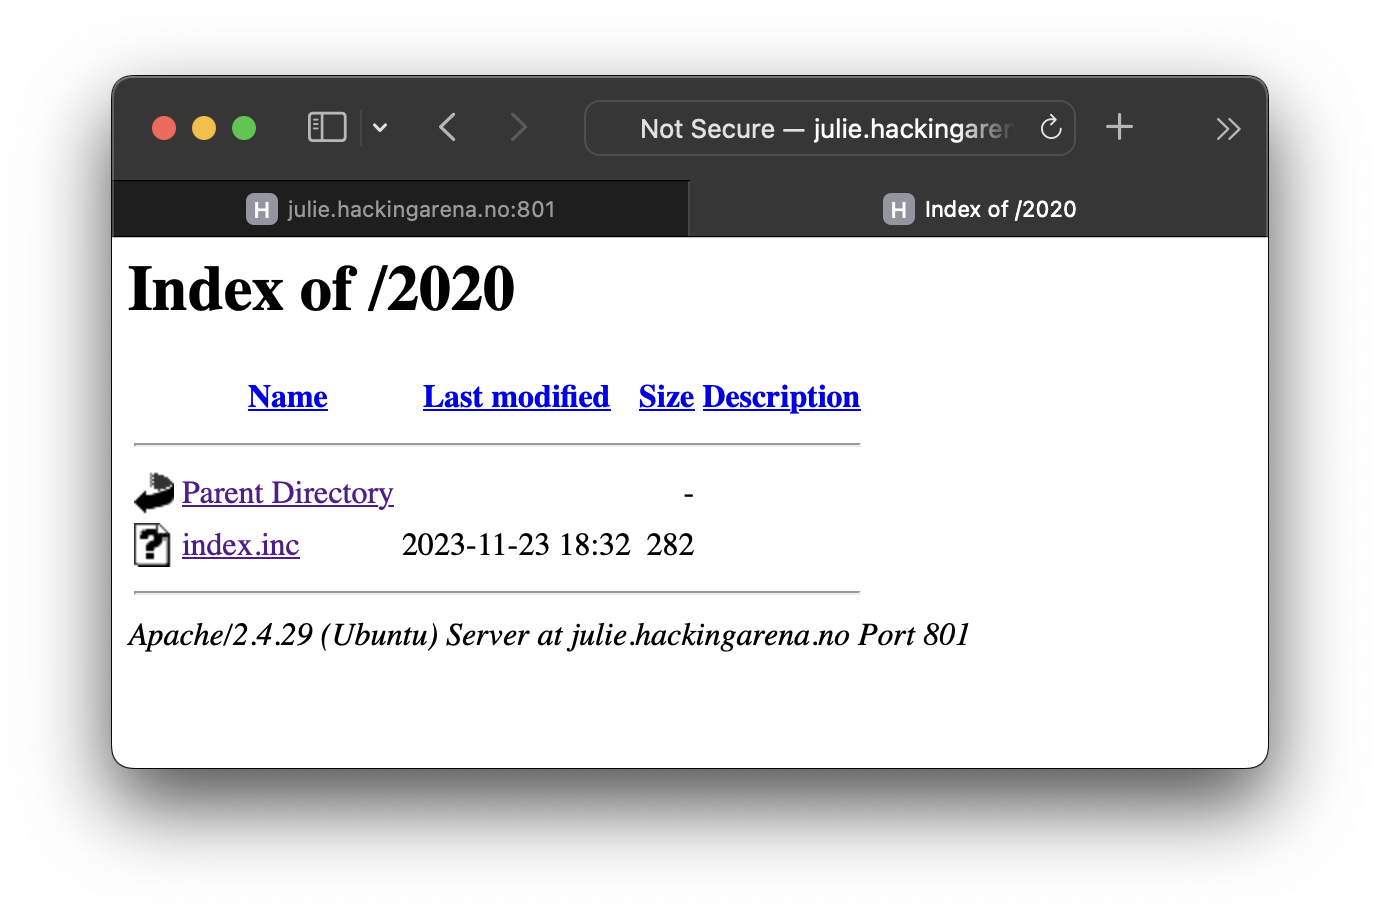 Not Secure — julie.hackingaren
H julie.hackingarena.no:801
H Index of /2020
Index of /2020
Name Last modified Size Description
Parent Directory -
? index.inc 2023-11-23 18:32 282
Apache/2.4.29 (Ubuntu) Server at julie.hackingarena.no Port 801